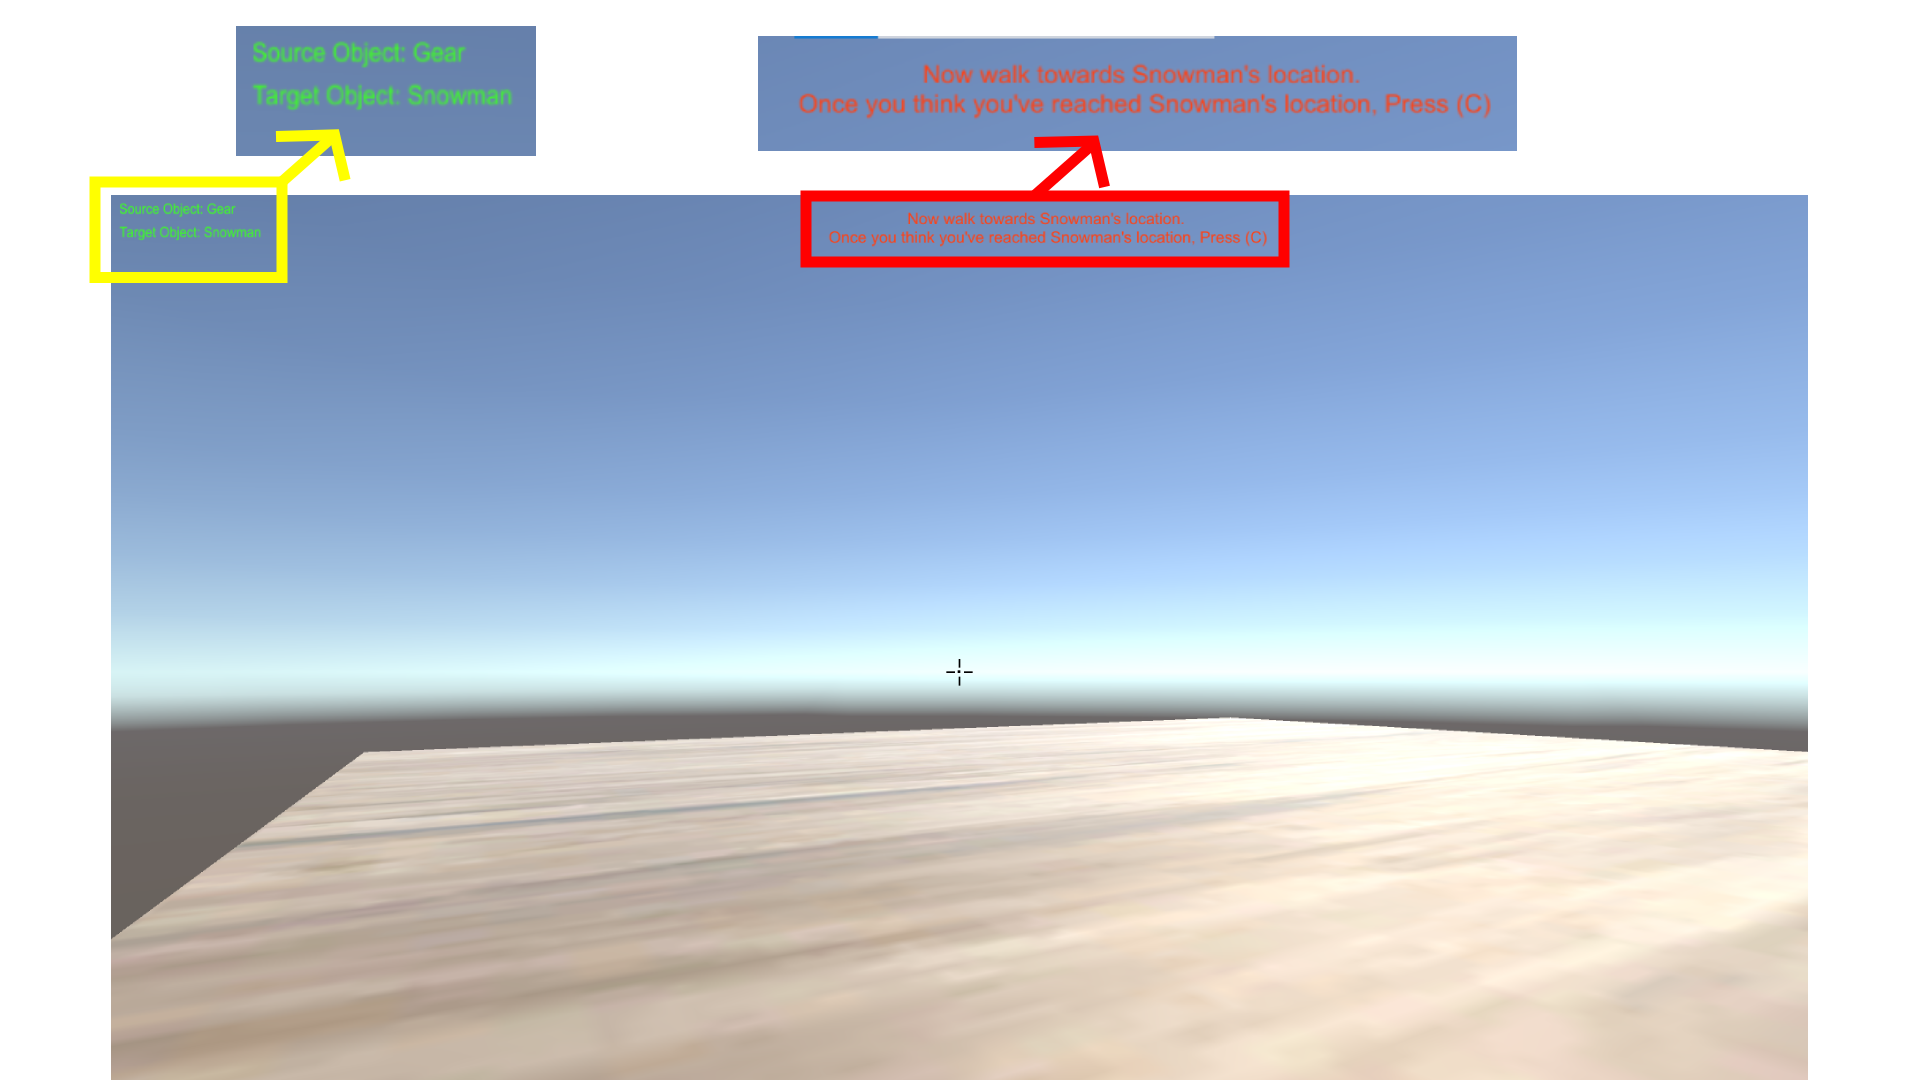 Source Object: Gear
Target Object: Snowman
Now walk towards Snowman's location.
Once you think you've reached Snowman's location, Press (C)
Source Object: Gear
Target Object: Snowman
Now walk towards Snowman's location.
Once you think you've reached Snowman's location, Press (C)